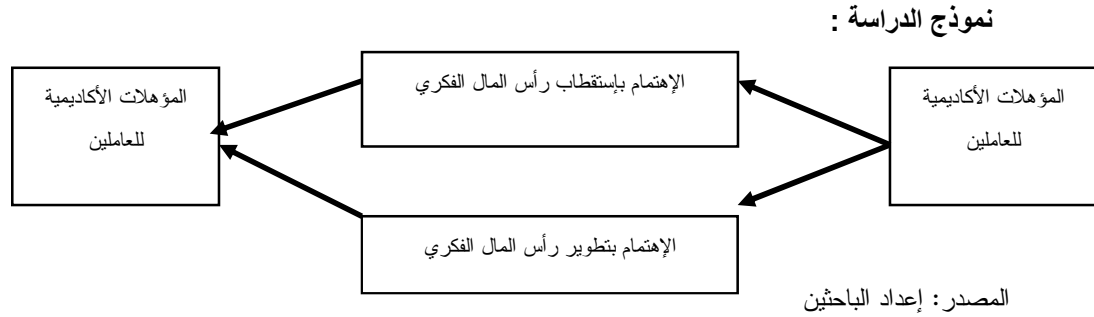 نموذج الدراسة :
المؤهلات الأكاديمية
للعاملين
الإهتمام بإستقطاب رأس المال الفكري
الإهتمام بتطوير رأس المال الفكري
المؤهلات الأكاديمية
للعاملين
المصدر: إعداد الباحثين